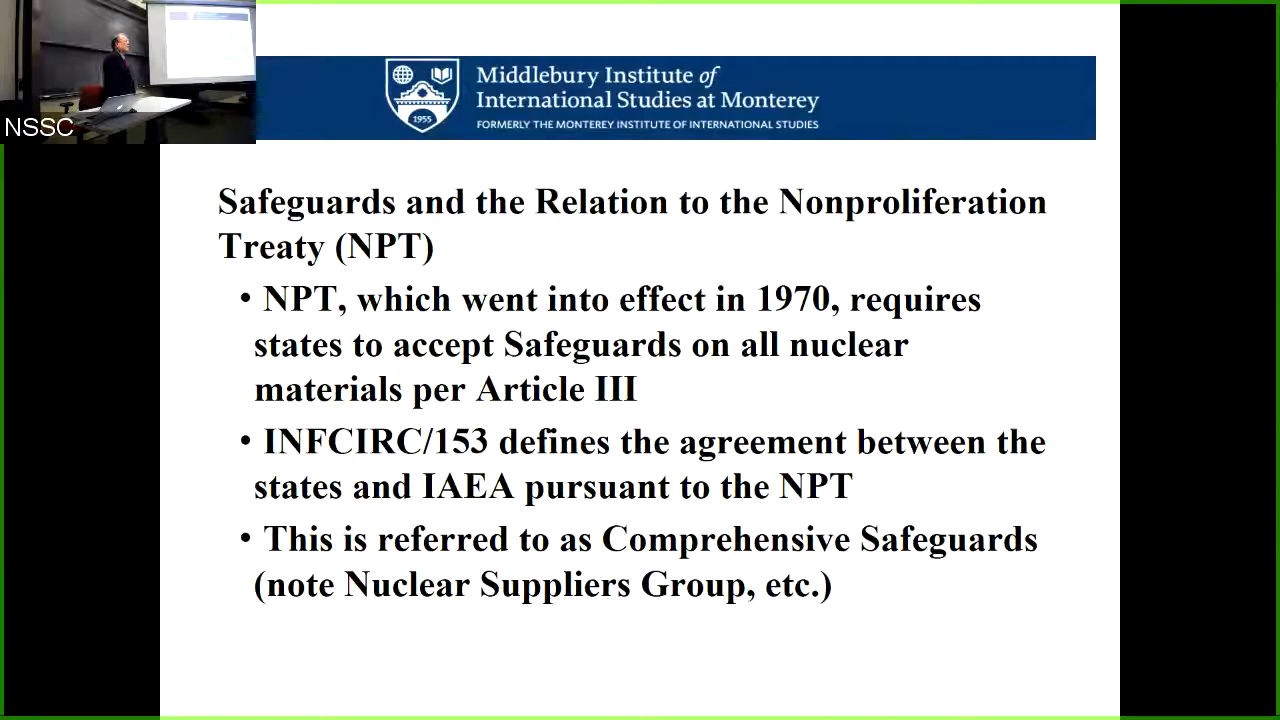 NSSC
Middlebury Institute of
International Studies at Monterey
FORMERLY THE MONTEREY INSTITUTE OF INTERNATIONAL STUDIES
1955
Safeguards and the Relation to the Nonproliferation
Treaty (NPT)
• NPT, which went into effect in 1970, requires
states to accept Safeguards on all nuclear
materials per Article III
• INFCIRC/153 defines the agreement between the
states and IAEA pursuant to the NPT
• This is referred to as Comprehensive Safeguards
(note Nuclear Suppliers Group, etc.)